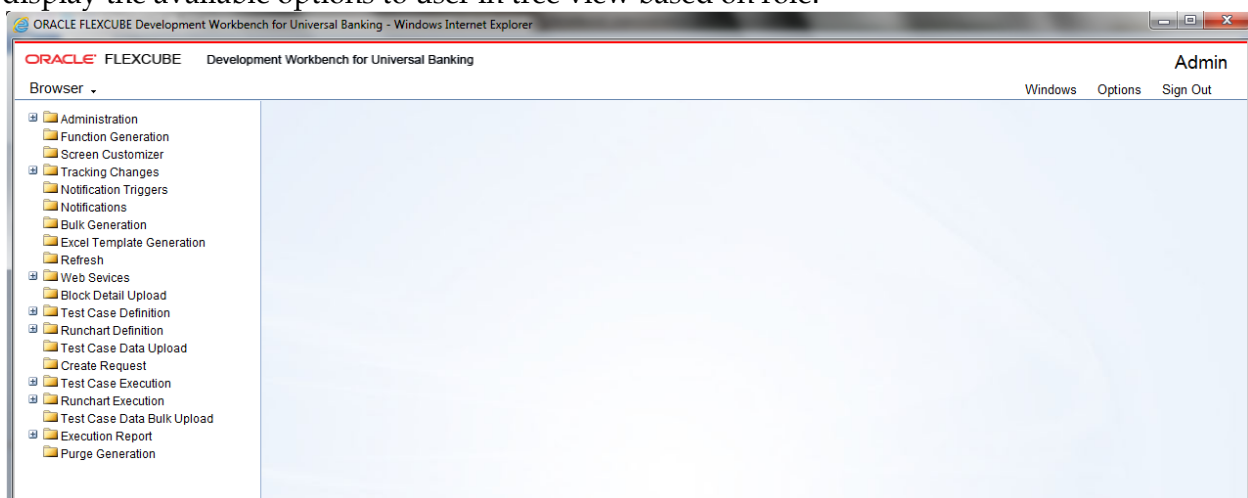 display the available options to user in tree view based on role.
ORACLE FLEXCUBE Development Workbench for Universal Banking - Windows Internet Explorer
ORACLE FLEXCUBE Development Workbench for Universal Banking
Admin
Browser
Windows Options Sign Out
Administration
Function Generation
Screen Customizer
Tracking Changes
Notification Triggers
Notifications
Bulk Generation
Excel Template Generation
Refresh
Web Sevices
Block Detail Upload
Test Case Definition
Runchart Definition
Test Case Data Upload
Create Request
Test Case Execution
Runchart Execution
Test Case Data Bulk Upload
Execution Report
Purge Generation